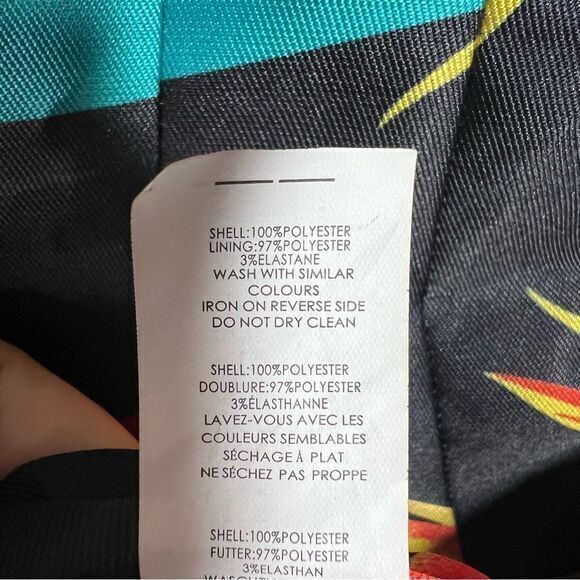 SHELL:100%POLYESTER
LINING:97%POLYESTER
3%ELASTANE
WASH WITH SIMILAR
COLOURS
IRON ON REVERSE SIDE
DO NOT DRY CLEAN
SHELL:100%POLYESTER
DOUBLURE:97%POLYESTER
3%ÉLASTHANNE
LAVEZ-VOUS AVEC LES
COULEURS SEMBLABLES
SÉCHAGE À PLAT
NE SÉCHEZ PAS PROPPE
SHELL:100%POLYESTER
FUTTER:97%POLYESTER
3%ELASTHAN